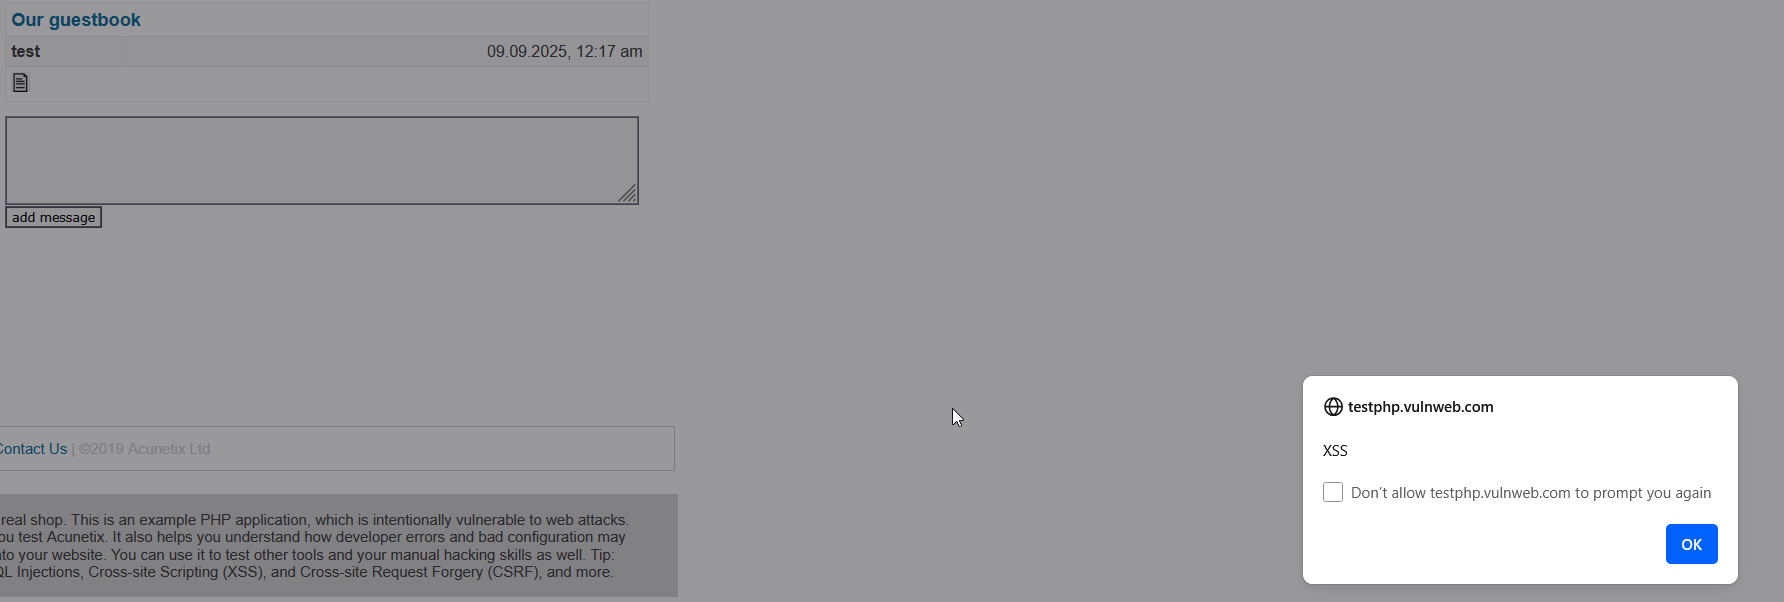 Our guestbook
test 09.09.2025, 12:17 am
add message
Contact Us | ©2019 Acunetix Ltd
real shop. This is an example PHP application, which is intentionally vulnerable to web attacks.
ou test Acunetix. It also helps you understand how developer errors and bad configuration may
nto your website. You can use it to test other tools and your manual hacking skills as well. Tip:
QL Injections, Cross-site Scripting (XSS), and Cross-site Request Forgery (CSRF), and more.
testphp.vulnweb.com
XSS
Don't allow testphp.vulnweb.com to prompt you again
OK